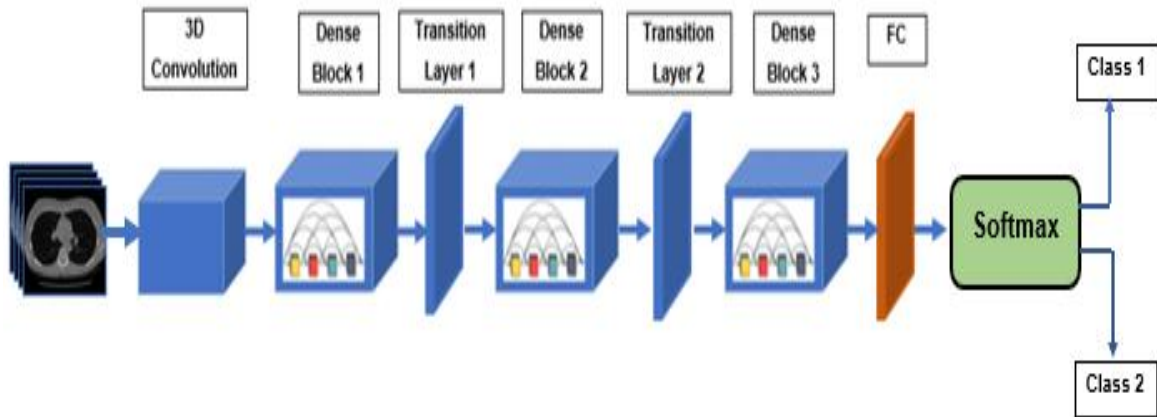 3D
Convolution
Dense
Block 1
Transition
Layer 1
Dense
Block 2
Transition
Layer 2
Dense
Block 3
FC
Class 1
Softmax
Class 2